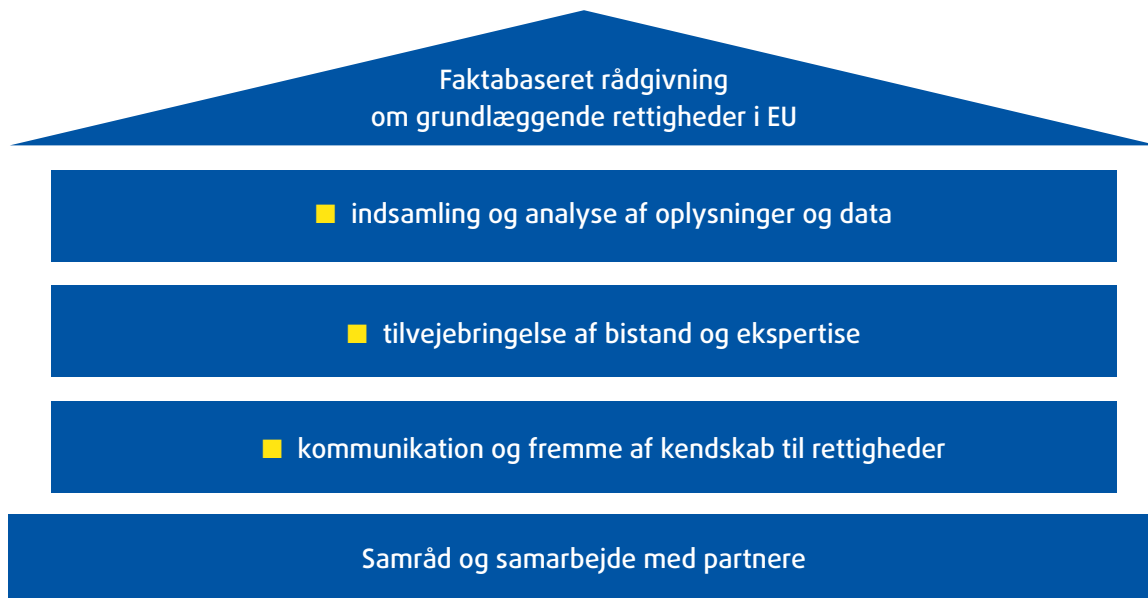 Faktabaseret rådgivning
om grundlæggende rettigheder i EU
indsamling og analyse af oplysninger og data
tilvejebringelse af bistand og ekspertise
kommunikation og fremme af kendskab til rettigheder
Samråd og samarbejde med partnere